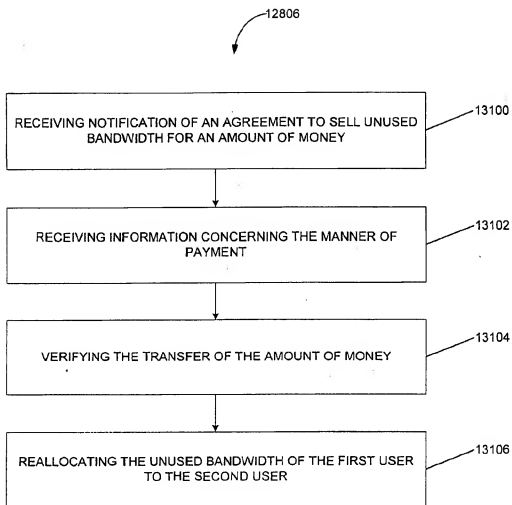 12806
RECEIVING NOTIFICATION OF AN AGREEMENT TO SELL UNUSED
BANDWIDTH FOR AN AMOUNT OF MONEY
13100
RECEIVING INFORMATION CONCERNING THE MANNER OF
PAYMENT
13102
VERIFYING THE TRANSFER OF THE AMOUNT OF MONEY
13104
REALLOCATING THE UNUSED BANDWIDTH OF THE FIRST USER
TO THE SECOND USER
13106